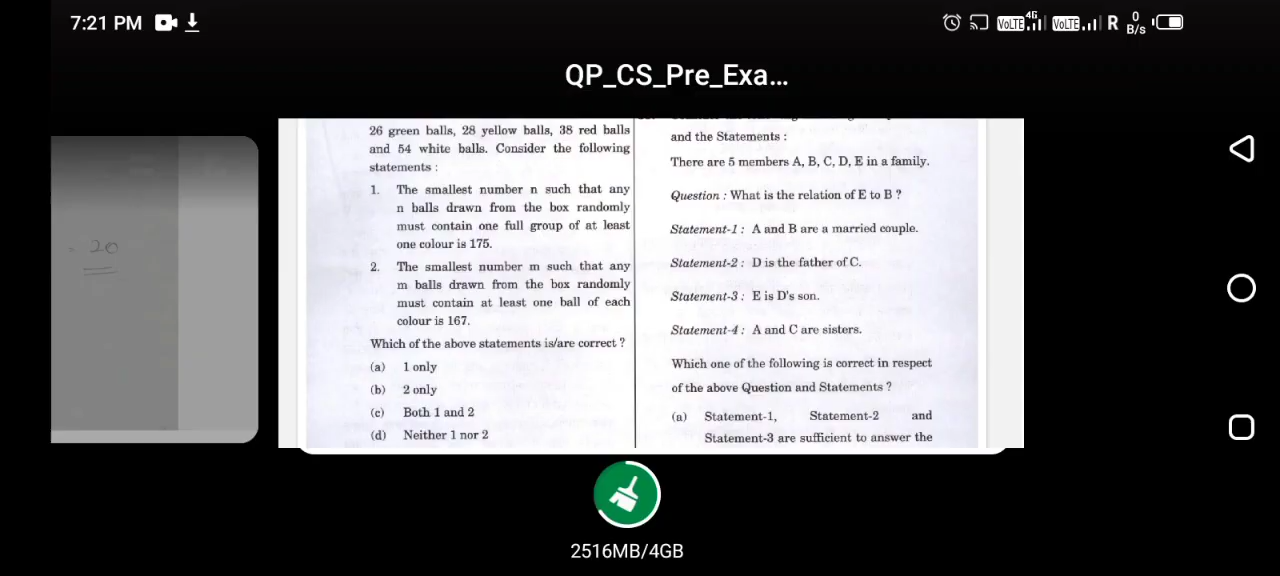 7:21 PM
4G
VoLTE
VoLTE
R
0
B/s
QP_CS_Pre_Exa...
= 20
26 green balls, 28 yellow balls, 38 red balls
and 54 white balls. Consider the following
statements :
1. The smallest number n such that any
n balls drawn from the box randomly
must contain one full group of at least
one colour is 175.
2. The smallest number m such that any
m balls drawn from the box randomly
must contain at least one ball of each
colour is 167.
Which of the above statements is/are correct ?
(a) 1 only
(b) 2 only
(c) Both 1 and 2
(d) Neither 1 nor 2
and the Statements :
There are 5 members A, B, C, D, E in a family.
Question : What is the relation of E to B ?
Statement-1 : A and B are a married couple.
Statement-2 : D is the father of C.
Statement-3 : E is D's son.
Statement-4 : A and C are sisters.
Which one of the following is correct in respect
of the above Question and Statements ?
(a) Statement-1, Statement-2 and
Statement-3 are sufficient to answer the
2516MB/4GB